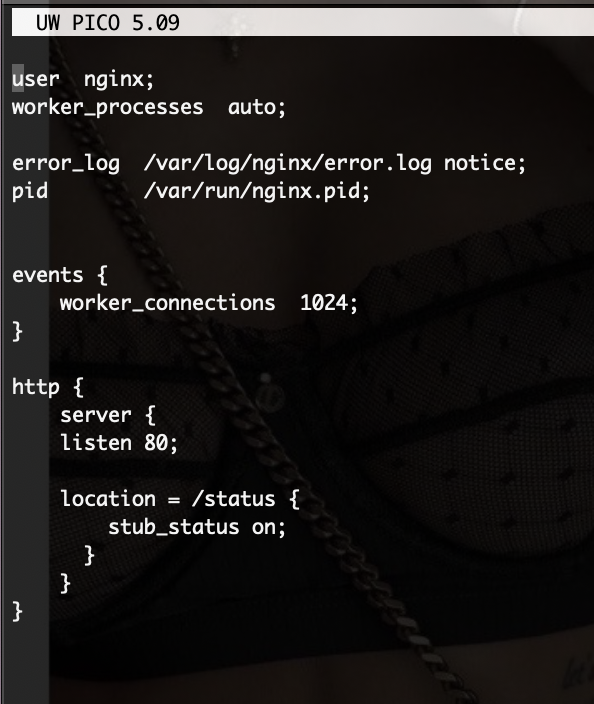 UW PICO 5.09
user  nginx;
worker_processes  auto;
error_log  /var/log/nginx/error.log notice;
pid        /var/run/nginx.pid;
events {
    worker_connections  1024;
}
http {
    server {
    listen 80;
    location = /status {
        stub_status on;
      }
    }
}